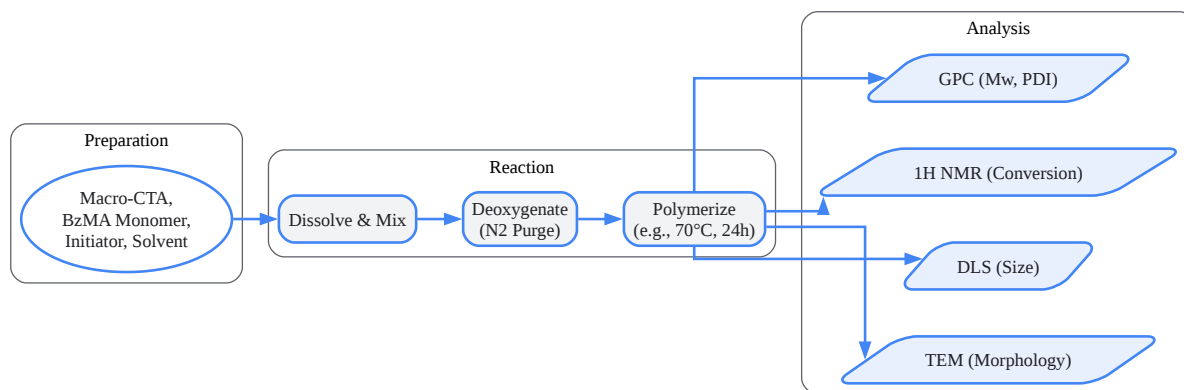 Preparation
Macro-CTA,
BzMA Monomer,
Initiator, Solvent
Reaction
Dissolve & Mix
Deoxygenate
(N2 Purge)
Polymerize
(e.g., 70°C, 24h)
Analysis
GPC (Mw, PDI)
1H NMR (Conversion)
DLS (Size)
TEM (Morphology)